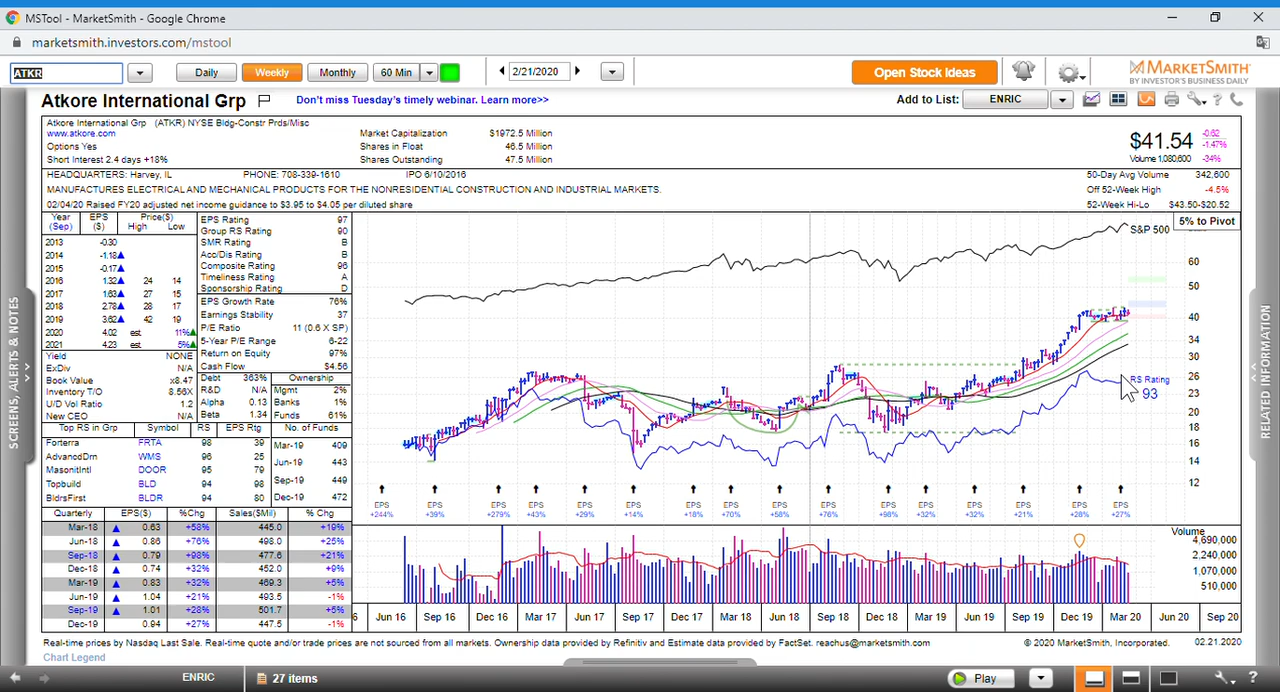 MSTool - MarketSmith - Google Chrome
marketsmith.investors.com/mstool
ATKR Daily Weekly Monthly 60 Min 2/21/2020 Open Stock Ideas MARKETSMITH
BY INVESTOR'S BUSINESS DAILY
Atkore International Grp Don't miss Tuesday's timely webinar. Learn more>> Add to List: ENRIC
Atkore International Grp (ATKR) NYSE Bldg-Constr Prds/Misc
www.atkore.com Market Capitalization $1972.5 Million $41.54 -0.62
Options Yes Shares in Float 46.5 Million -1.47%
Short Interest 2.4 days +18% Shares Outstanding 47.5 Million Volume 1,080,600 -34%
HEADQUARTERS: Harvey, IL PHONE: 708-339-1610 IPO 6/10/2016 50-Day Avg Volume 342,600
MANUFACTURES ELECTRICAL AND MECHANICAL PRODUCTS FOR THE NONRESIDENTIAL CONSTRUCTION AND INDUSTRIAL MARKETS. Off 52-Week High -4.5%
02/04/20 Raised FY20 adjusted net income guidance to $3.95 to $4.05 per diluted share 52-Week Hi-Lo $43.50-$20.52
5% to Pivot
Year (Sep) EPS ($) Price($) High Low
2013 -0.30
2014 -1.18
2015 -0.17
2016 1.32 24 14
2017 1.63 27 15
2018 2.78 28 17
2019 3.62 42 19
2020 4.02 est 11%
2021 4.23 est 5%
Yield NONE
ExDiv N/A
Book Value x8.47
Inventory T/O 8.56X
U/D Vol Ratio 1.2
New CEO N/A
EPS Rating 97
Group RS Rating 90
SMR Rating B
Acc/Dis Rating B
Composite Rating 96
Timeliness Rating A
Sponsorship Rating D
EPS Growth Rate 76%
Earnings Stability 37
P/E Ratio 11 (0.6 X SP)
5-Year P/E Range 6-22
Return on Equity 97%
Cash Flow $4.56
Debt 363%
R&D N/A
Alpha 0.13
Beta 1.34
Ownership
Mgmt 2%
Banks 1%
Funds 61%
Top RS in Grp Symbol RS EPS Rtg
Forterra FRTA 98 39
AdvancedDrn WMS 96 25
MasonitIntl DOOR 95 79
Topbuild BLD 94 98
BldrsFirst BLDR 94 80
No. of Funds
Mar-19 409
Jun-19 443
Sep-19 449
Dec-19 472
Quarterly EPS($) %Chg Sales($Mil) % Chg
Mar-18 0.63 +58% 445.0 +19%
Jun-18 0.86 +76% 498.0 +25%
Sep-18 0.79 +98% 477.6 +21%
Dec-18 0.74 +32% 452.0 +9%
Mar-19 0.83 +32% 469.3 +5%
Jun-19 1.04 +21% 493.5 -1%
Sep-19 1.01 +28% 501.7 +5%
Dec-19 0.94 +27% 447.5 -1%
S&P 500
60
50
40
34
30
26
23
20
18
16
14
12
RS Rating
93
EPS EPS EPS EPS EPS EPS EPS EPS EPS EPS EPS EPS EPS EPS EPS EPS
+244% +39% +279% +43% +29% +14% +18% +70% +58% +76% +98% +32% +32% +21% +28% +27%
Volume
4,690,000
2,240,000
1,070,000
510,000
6 Jun 16 Sep 16 Dec 16 Mar 17 Jun 17 Sep 17 Dec 17 Mar 18 Jun 18 Sep 18 Dec 18 Mar 19 Jun 19 Sep 19 Dec 19 Mar 20 Jun 20 Sep 20
Real-time prices by Nasdaq Last Sale. Real-time quote and/or trade prices are not sourced from all markets. Ownership data provided by Refinitiv and Estimate data provided by FactSet. reachus@marketsmith.com © 2020 MarketSmith, Incorporated. 02.21.2020
Chart Legend
ENRIC 27 items Play
SCREENS, ALERTS & NOTES
RELATED INFORMATION